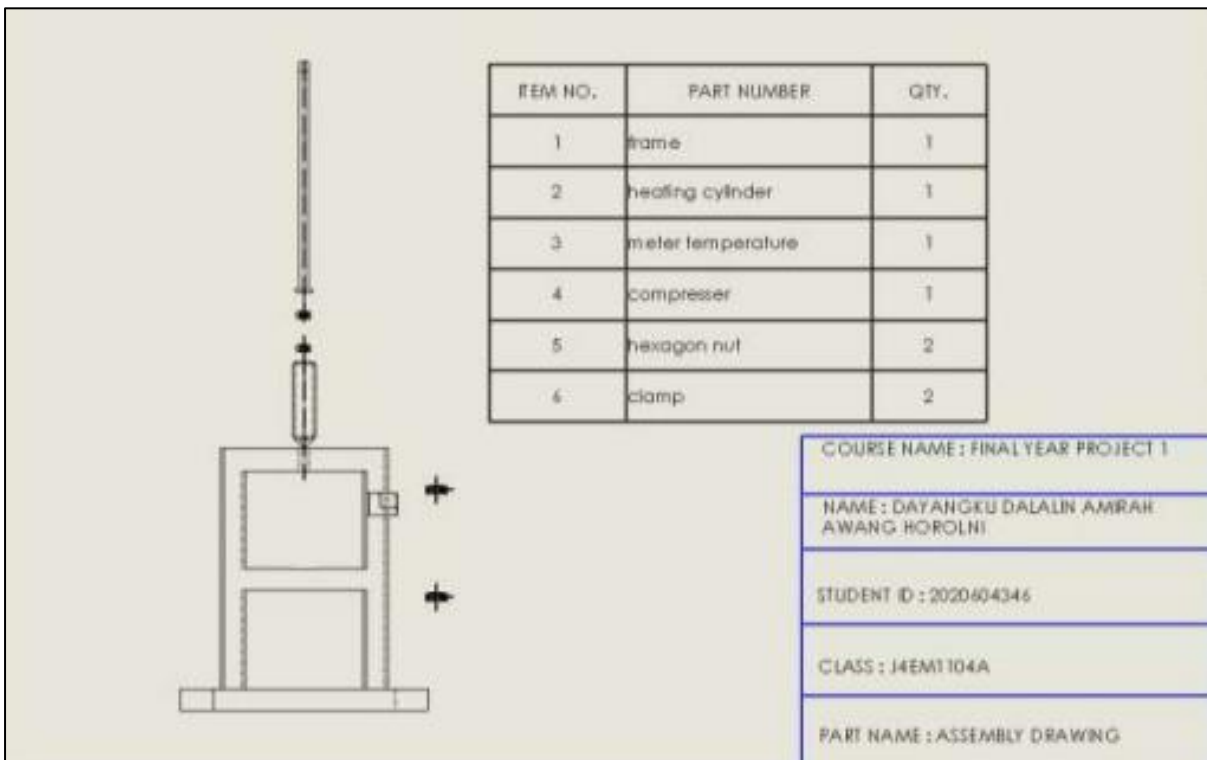 ITEM NO. PART NUMBER QTY.
1 frame 1
2 heating cylinder 1
3 meter temperature 1
4 compresser 1
5 hexagon nut 2
6 clamp 2
COURSE NAME : FINAL YEAR PROJECT 1
NAME : DAYANGKU DALALIN AMIRAH
AWANG HOROLNI
STUDENT ID : 2020604346
CLASS : J4EM1104A
PART NAME : ASSEMBLY DRAWING